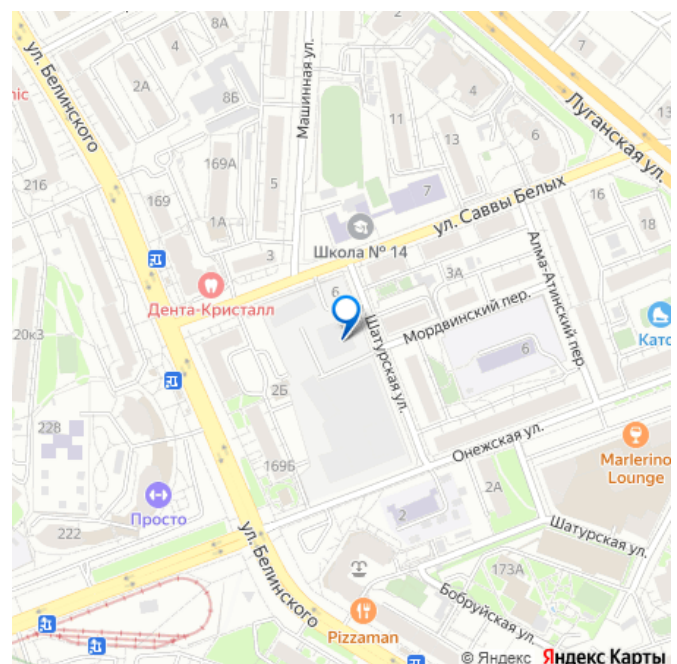 2
8А
4
7
8Б
2А
ул. Белинского
Машинная ул.
4
Луганская ул.
11
13
6
169А
5
7
216
169
1А
ул. Саввы Белых
16
18
Школа № 14
3
3А
Дента-Кристалл
6
Мордвинский пер.
Алма-Атинский пер.
20к3
Шатурская ул.
6
2Б
228
Онежская ул.
Marlerino
Lounge
169Б
2А
Просто
222
2
ул. Белинского
Шатурская ул.
173А
Бобруйская ул.
Pizzaman
© Яндекс Яндекс Карты